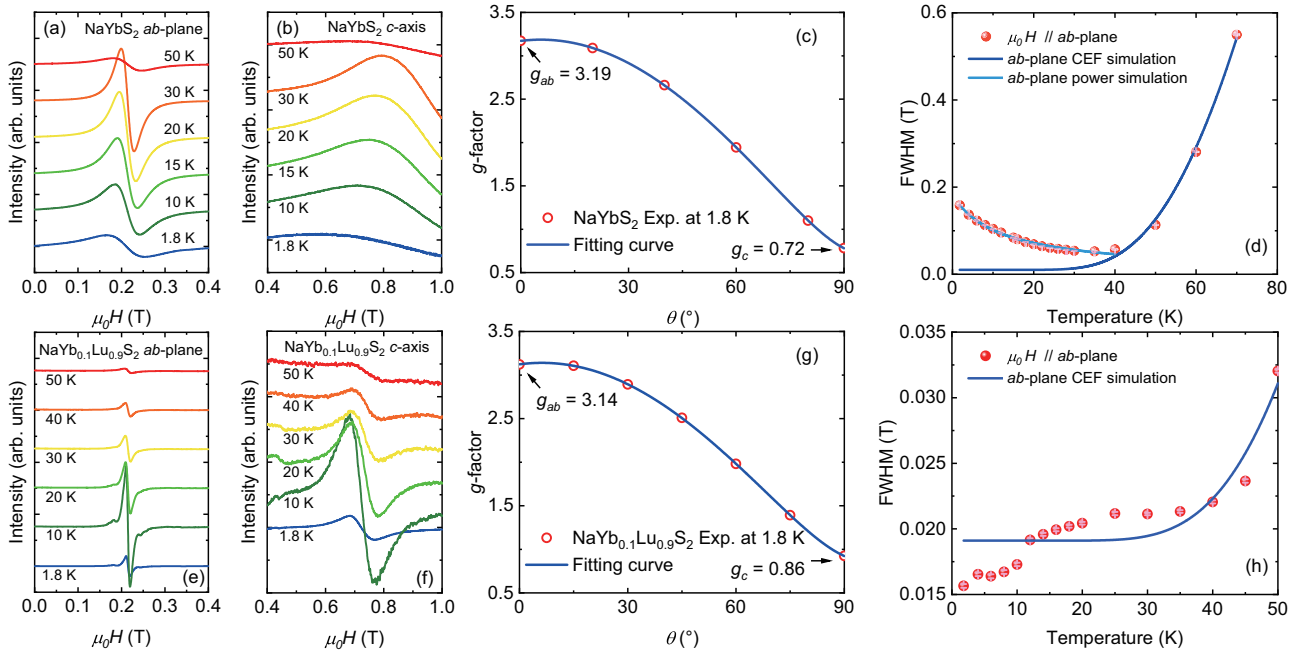 (a)
NaYbS2 ab-plane
50 K
30 K
20 K
15 K
10 K
1.8 K
Intensity (arb. units)
0.0 0.1 0.2 0.3 0.4
μ0H (T)
(b)
NaYbS2 c-axis
50 K
30 K
20 K
15 K
10 K
1.8 K
Intensity (arb. units)
0.4 0.6 0.8 1.0
μ0H (T)
(c)
3.5
2.5
1.5
0.5
g-factor
gab = 3.19
NaYbS2 Exp. at 1.8 K
Fitting curve
gc = 0.72
0 30 60 90
θ (°)
0.6
0.4
0.2
0.0
FWHM (T)
μ0H // ab-plane
ab-plane CEF simulation
ab-plane power simulation
(d)
0 20 40 60 80
Temperature (K)
NaYb0.1Lu0.9S2 ab-plane
50 K
40 K
30 K
20 K
10 K
1.8 K
(e)
Intensity (arb. units)
0.0 0.1 0.2 0.3 0.4
μ0H (T)
NaYb0.1Lu0.9S2 c-axis
50 K
40 K
30 K
20 K
10 K
1.8 K
(f)
Intensity (arb. units)
0.4 0.6 0.8 1.0
μ0H (T)
(g)
3.5
2.5
1.5
0.5
g-factor
gab = 3.14
NaYb0.1Lu0.9S2 Exp. at 1.8 K
Fitting curve
gc = 0.86
0 30 60 90
θ (°)
0.035
0.030
0.025
0.020
0.015
FWHM (T)
μ0H // ab-plane
ab-plane CEF simulation
(h)
0 10 20 30 40 50
Temperature (K)